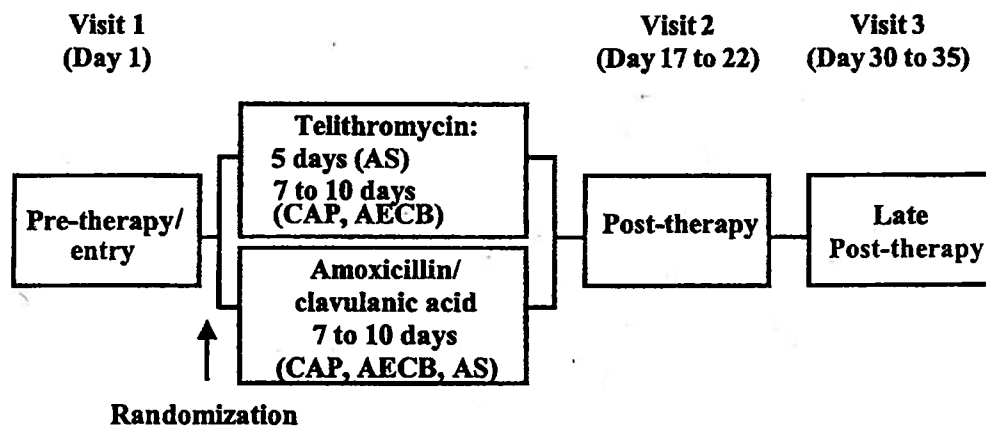 Visit 1
(Day 1)
Visit 2
(Day 17 to 22)
Visit 3
(Day 30 to 35)
Pre-therapy/
entry
Telithromycin:
5 days (AS)
7 to 10 days
(CAP, AECB)
Amoxicillin/
clavulanic acid
7 to 10 days
(CAP, AECB, AS)
Post-therapy
Late
Post-therapy
Randomization